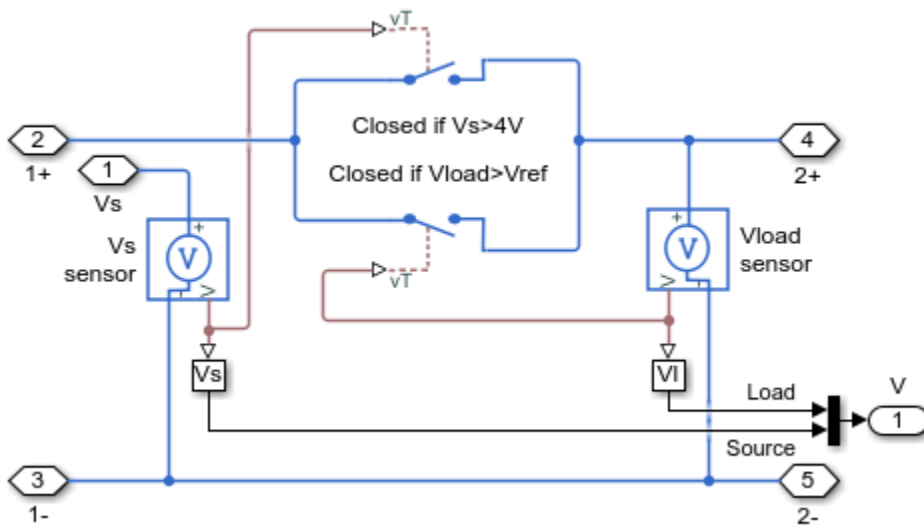 vT
Closed if Vs>4V
2
1+
4
2+
1
Vs
Closed if Vload>Vref
+
V
Vs
sensor
-
V
+
V
Vload
sensor
-
V
vT
Vs
Vl
Load
V
1
Source
3
1-
5
2-